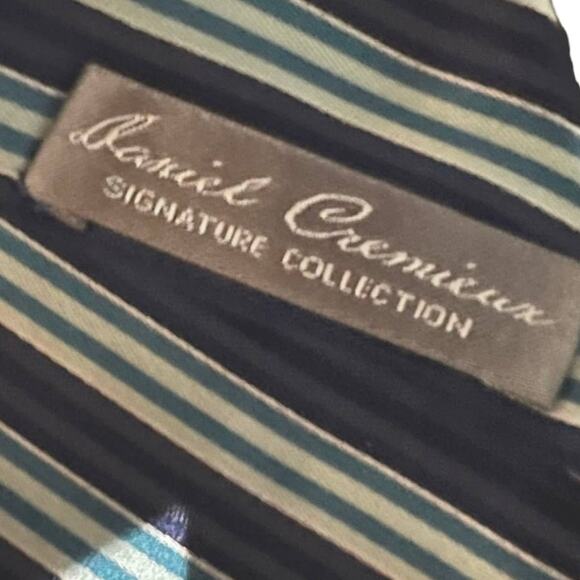 Daniel Cremieux
SIGNATURE COLLECTION